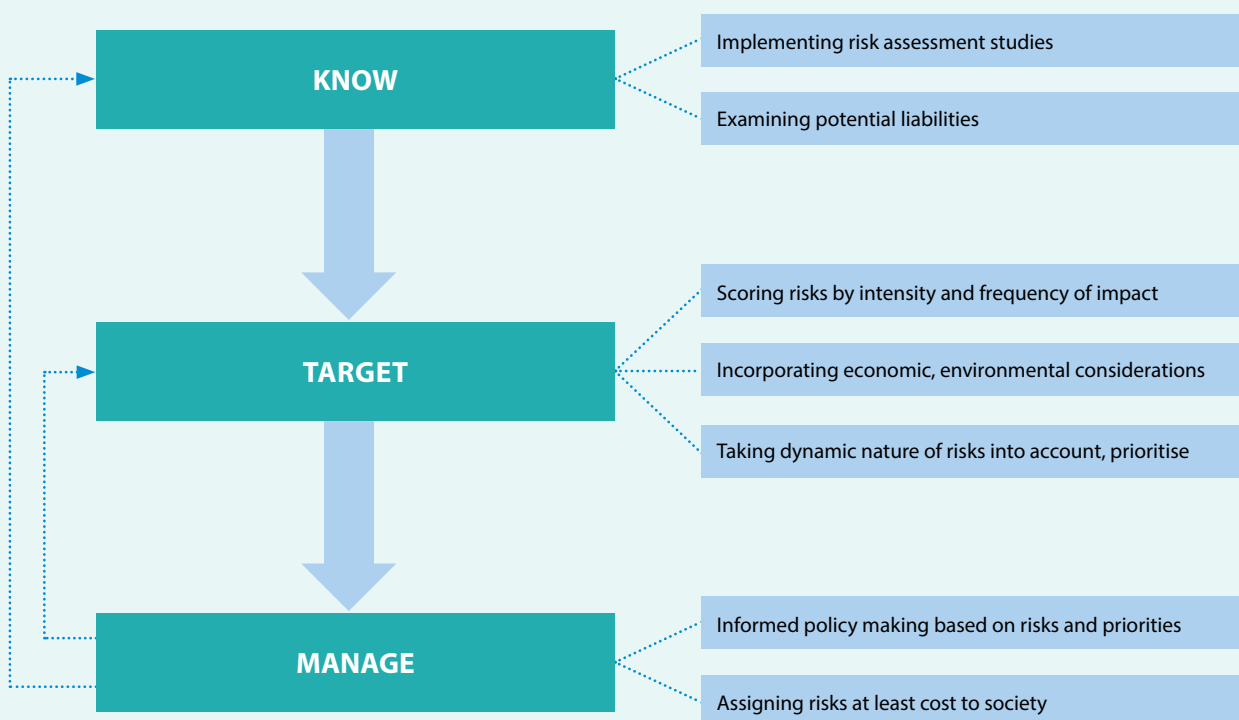 KNOW
Implementing risk assessment studies
Examining potential liabilities
TARGET
Scoring risks by intensity and frequency of impact
Incorporating economic, environmental considerations
Taking dynamic nature of risks into account, prioritise
MANAGE
Informed policy making based on risks and priorities
Assigning risks at least cost to society